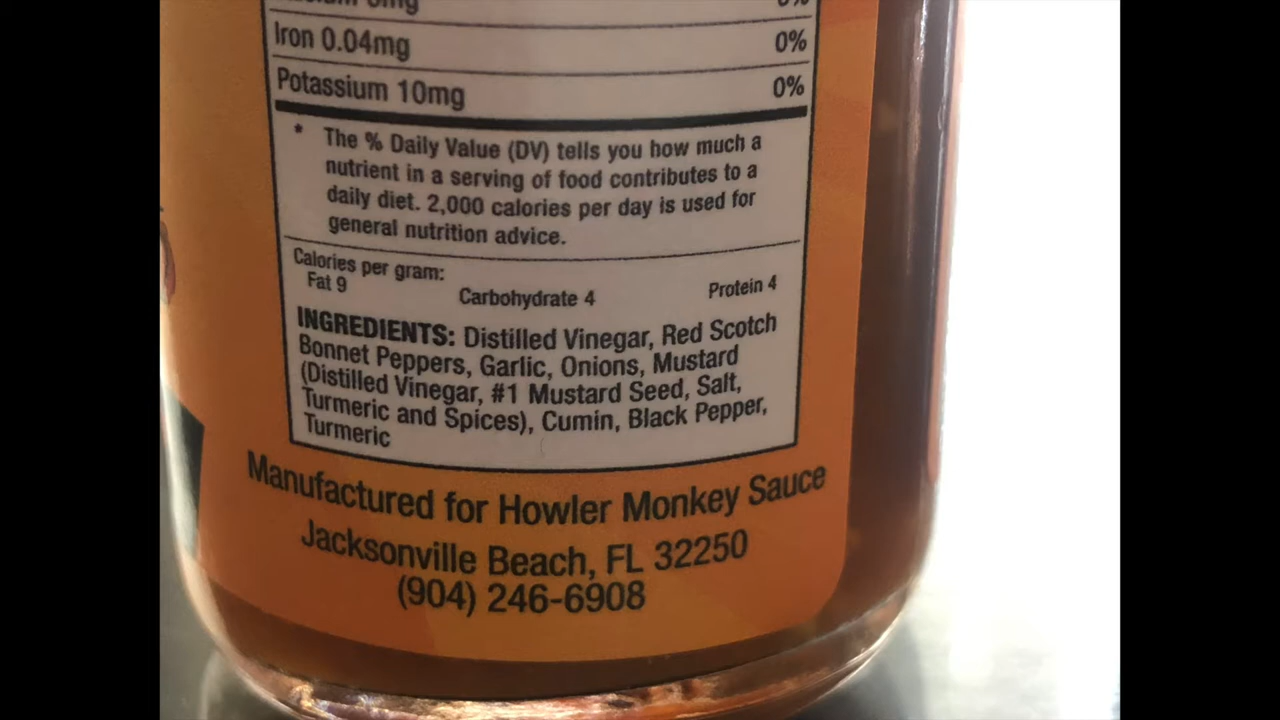 Iron 0.04mg 0%
Potassium 10mg 0%
* The % Daily Value (DV) tells you how much a
nutrient in a serving of food contributes to a
daily diet. 2,000 calories per day is used for
general nutrition advice.
Calories per gram:
Fat 9 Carbohydrate 4 Protein 4
INGREDIENTS: Distilled Vinegar, Red Scotch
Bonnet Peppers, Garlic, Onions, Mustard
(Distilled Vinegar, #1 Mustard Seed, Salt,
Turmeric and Spices), Cumin, Black Pepper,
Turmeric
Manufactured for Howler Monkey Sauce
Jacksonville Beach, FL 32250
(904) 246-6908